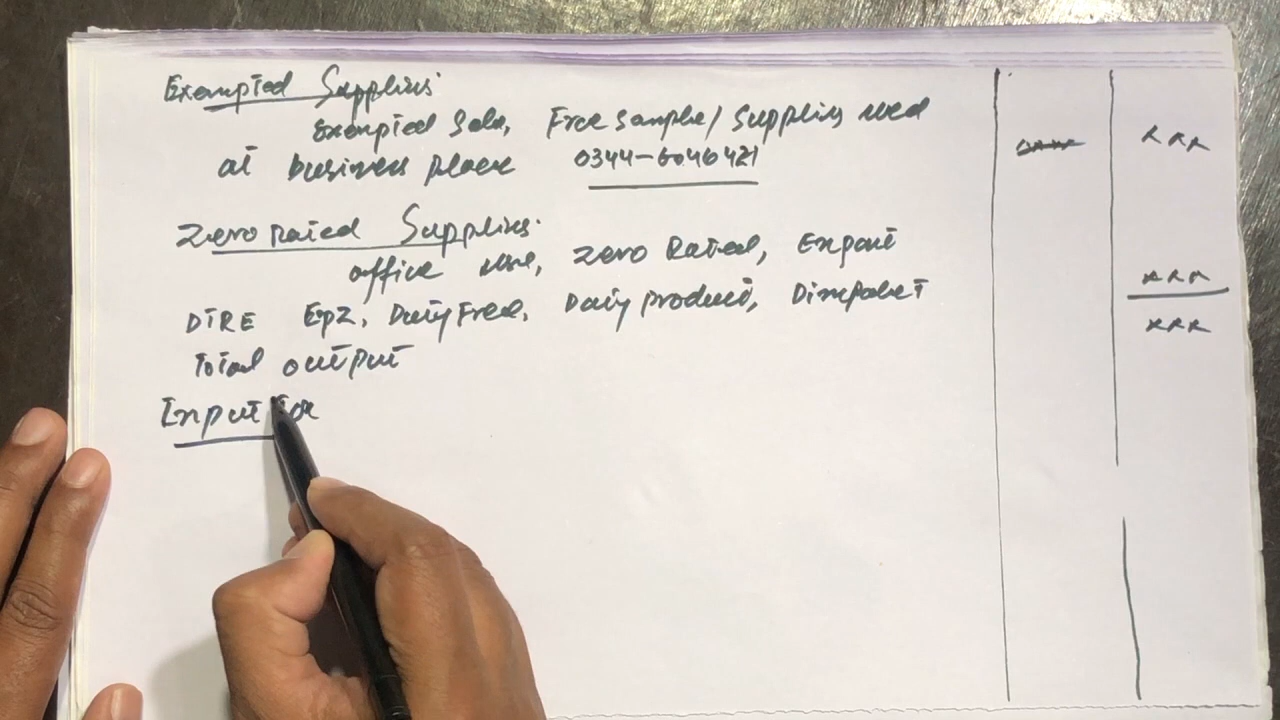 Exempted Supplies
Exempted Sale, Free sample/Supplies used
at business place 0344-6046421
xxx
Zero Rated Supplies.
office use, Zero Rated, Export
DTRE EPZ, Duty Free, Dairy product,
xxx
Total output
xxx
Input Tax